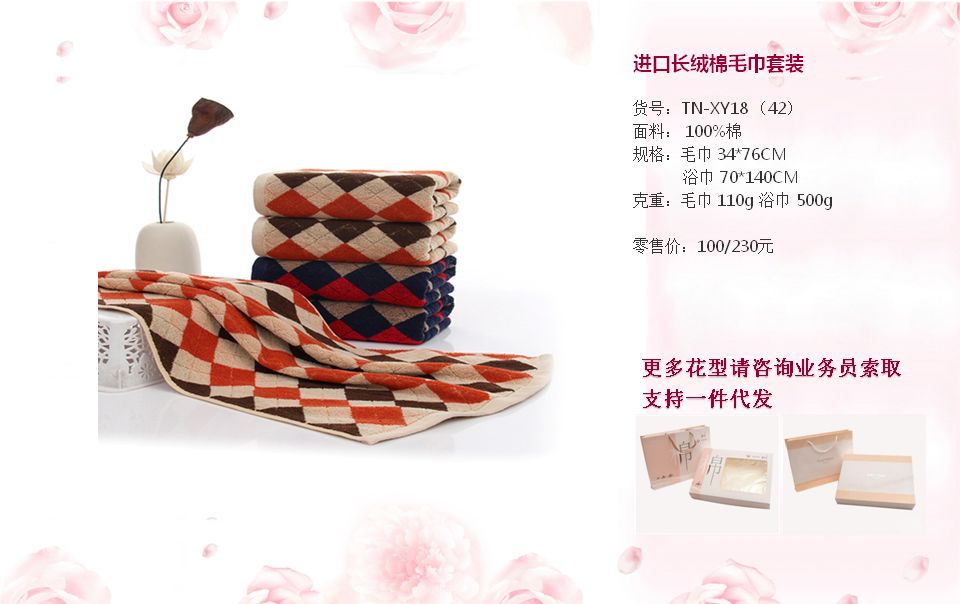 进口长绒棉毛巾套装
货号：TN-XY18 （42）
面料： 100%棉
规格：毛巾 34*76CM
浴巾 70*140CM
克重：毛巾 110g 浴巾 500g
零售价：100/230元
更多花型请咨询业务员索取
支持一件代发
棉